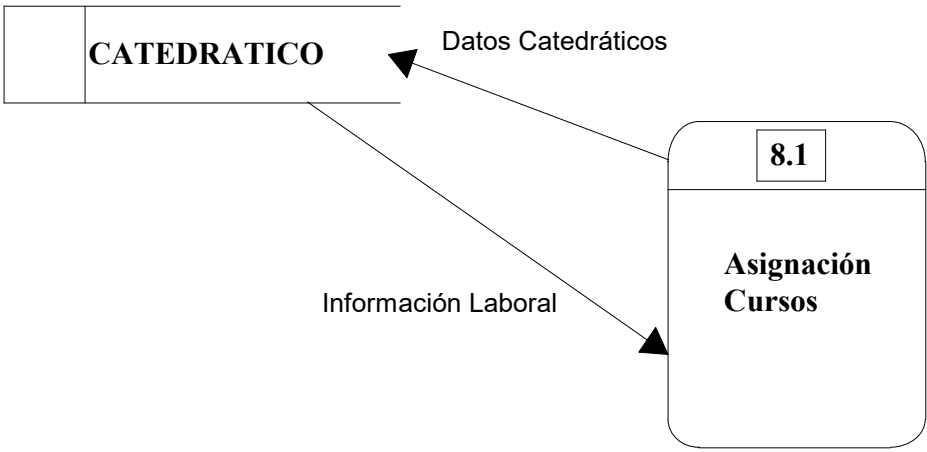 CATEDRATICO
Datos Catedráticos
8.1
Asignación
Cursos
Información Laboral